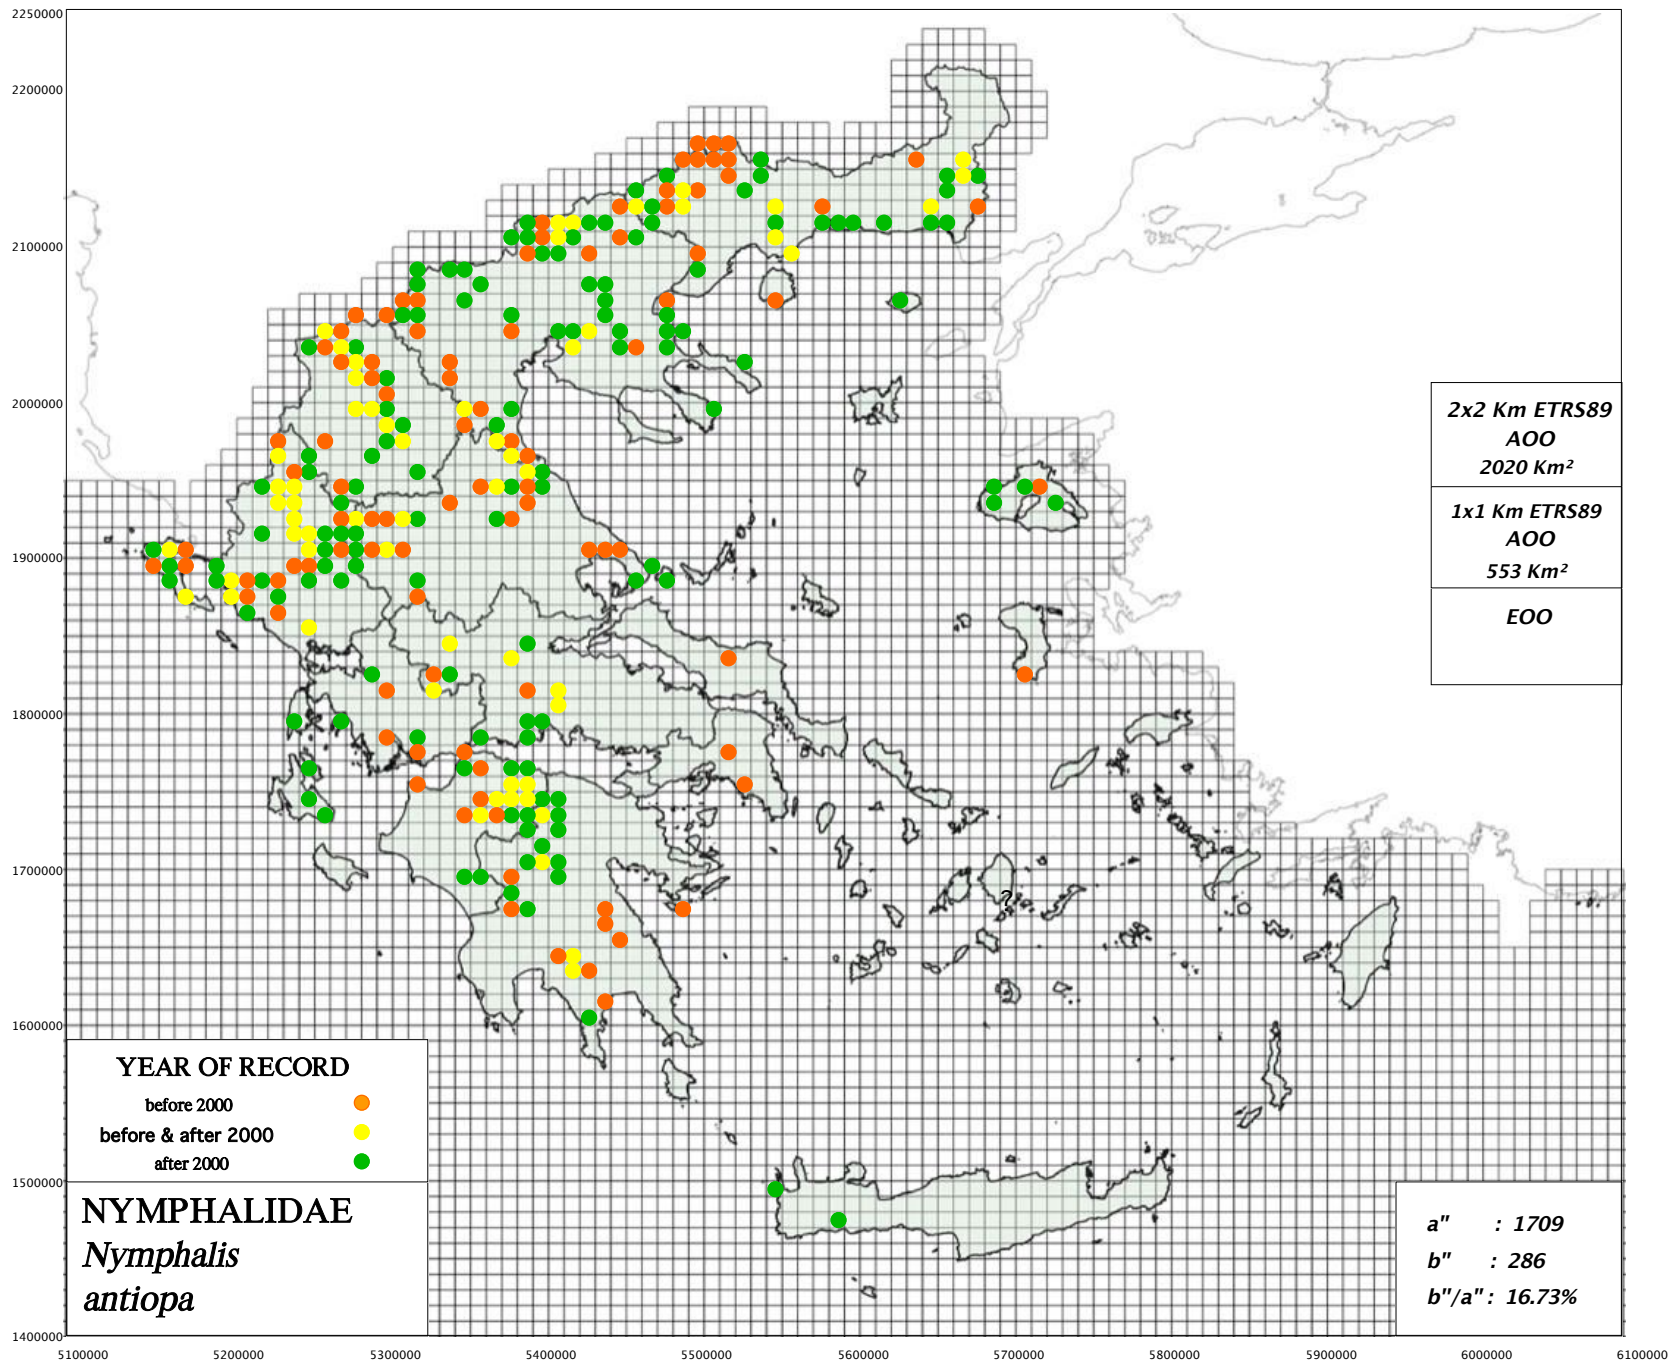 2250000
2200000
2100000
2000000
1900000
1800000
1700000
1600000
1500000
1400000
2x2 Km ETRS89
AOO
2020 Km²
1x1 Km ETRS89
AOO
553 Km²
EOO
?
YEAR OF RECORD
before 2000
before & after 2000
after 2000
NYMPHALIDAE
Nymphalis
antiopa
a" : 1709
b" : 286
b"/a" : 16.73%
5100000 5200000 5300000 5400000 5500000 5600000 5700000 5800000 5900000 6000000 6100000